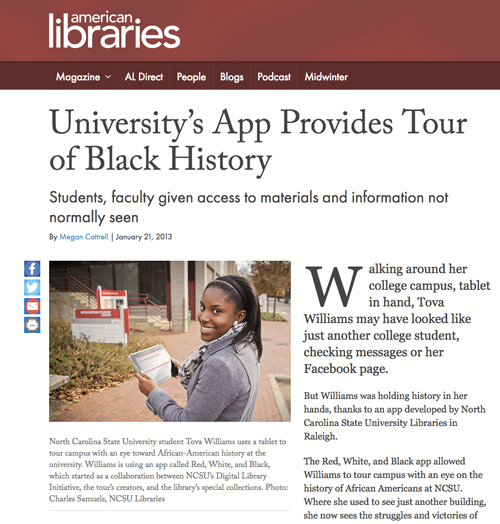 american
libraries
Magazine AL Direct People Blogs Podcast Midwinter
University's App Provides Tour
of Black History
Students, faculty given access to materials and information not
normally seen
By Megan Cottrell | January 21, 2013
Walking around her
college campus, tablet
in hand, Tova
Williams may have looked like
just another college student,
checking messages or her
Facebook page.
But Williams was holding history in her
hands, thanks to an app developed by North
Carolina State University Libraries in
Raleigh.
The Red, White, and Black app allowed
Williams to tour campus with an eye on the
history of African Americans at NCSU.
Where she used to see just another building,
she now sees the struggles and victories of
North Carolina State University student Tova Williams uses a tablet to
tour campus with an eye toward African-American history at the
university. Williams is using an app called Red, White, and Black,
which started as a collaboration between NCSU's Digital Library
Initiative, the tour's creators, and the library's special collections. Photo:
Charles Samuels, NCSU Libraries